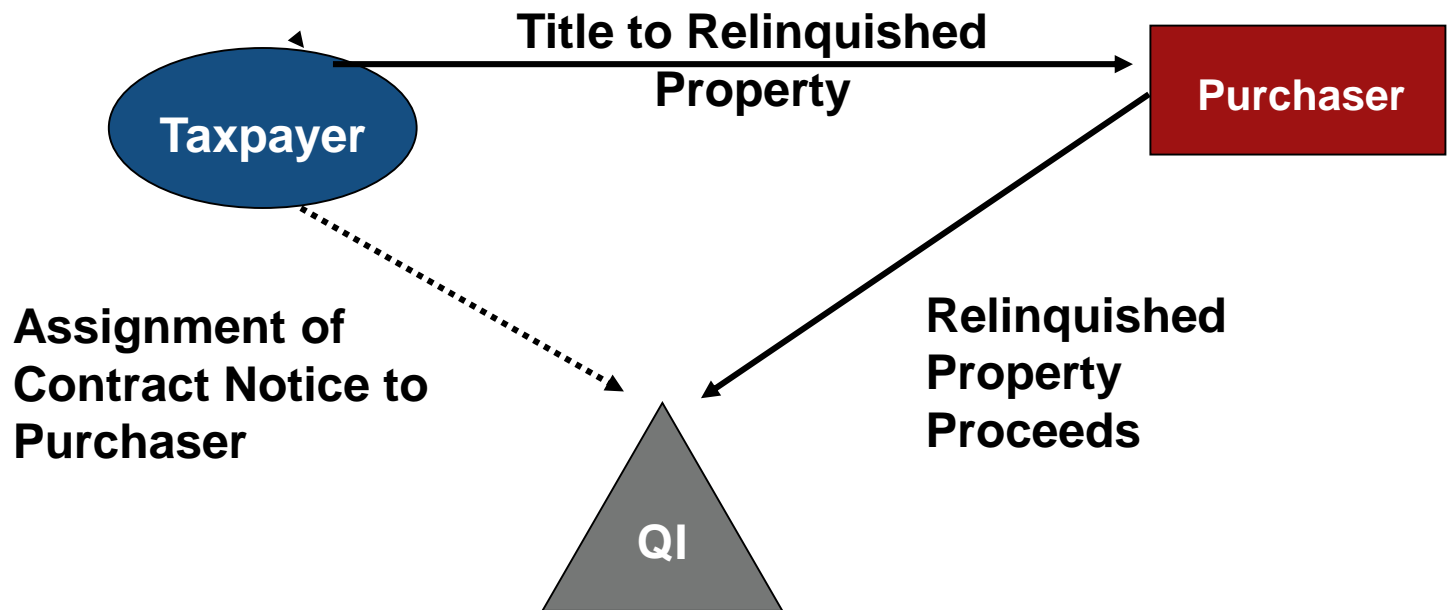 Title to Relinquished
Property
Taxpayer
Purchaser
Assignment of
Contract Notice to
Purchaser
Relinquished
Property
Proceeds
QI